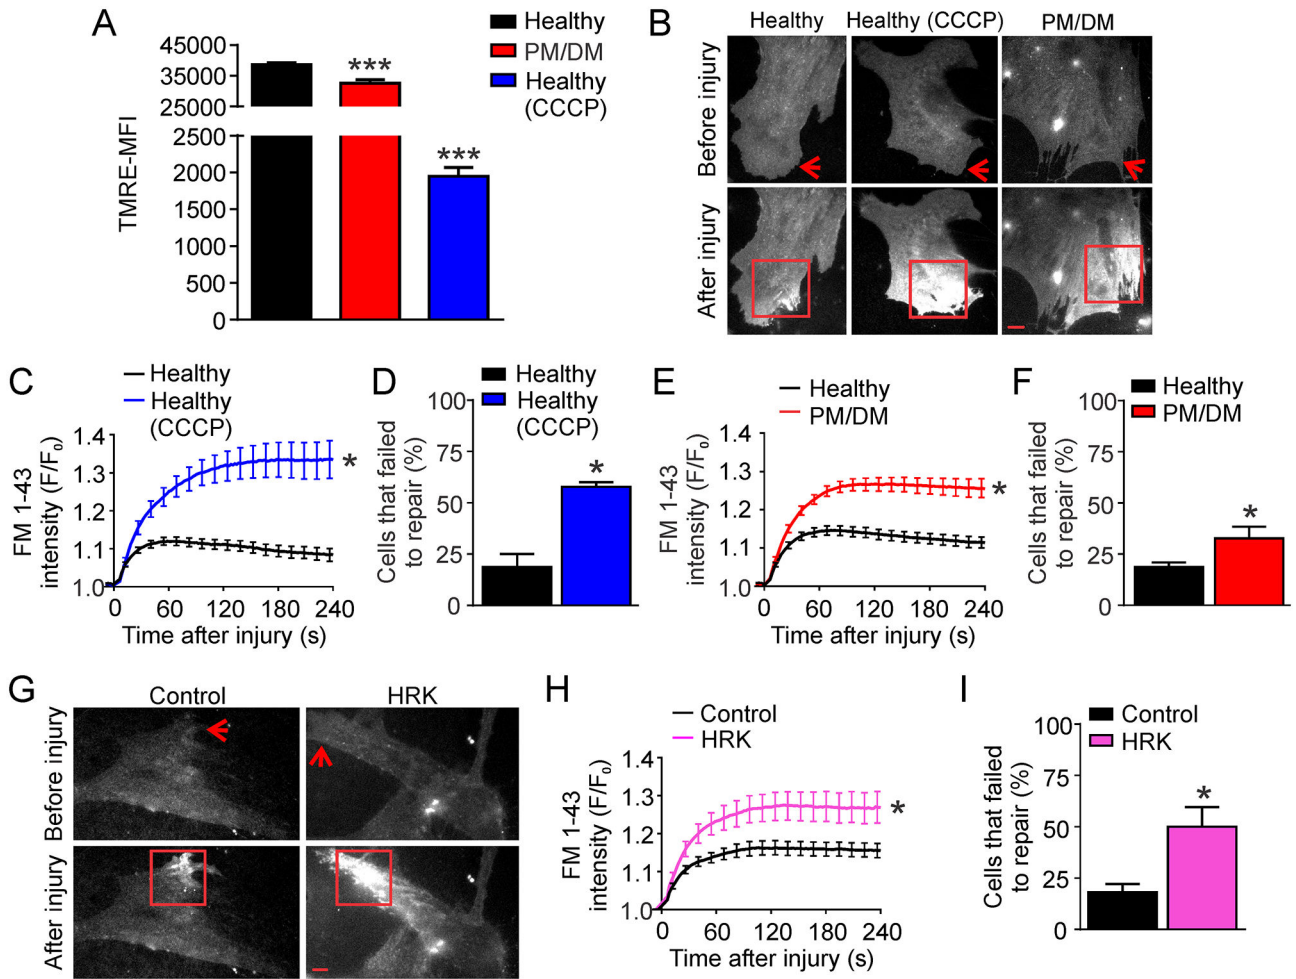 A
Healthy
PM/DM
Healthy
(CCCP)
TMRE-MFI
45000
35000
25000
2500
2000
1500
1000
500
0
***
***
B
Healthy
Healthy (CCCP)
PM/DM
Before injury
After injury
C
Healthy
Healthy
(CCCP)
FM 1-43
intensity (F/F₀)
1.4
1.3
1.2
1.1
1.0
*
0
60
120
180
240
Time after injury (s)
D
Healthy
Healthy
(CCCP)
Cells that failed
to repair (%)
100
75
50
25
0
*
E
Healthy
PM/DM
FM 1-43
intensity (F/F₀)
1.4
1.3
1.2
1.1
1.0
*
0
60
120
180
240
Time after injury (s)
F
Healthy
PM/DM
Cells that failed
to repair (%)
100
75
50
25
0
*
G
Control
HRK
Before injury
After injury
H
Control
HRK
FM 1-43
intensity (F/F₀)
1.4
1.3
1.2
1.1
1.0
*
0
60
120
180
240
Time after injury (s)
I
Control
HRK
Cells that failed
to repair (%)
100
75
50
25
0
*